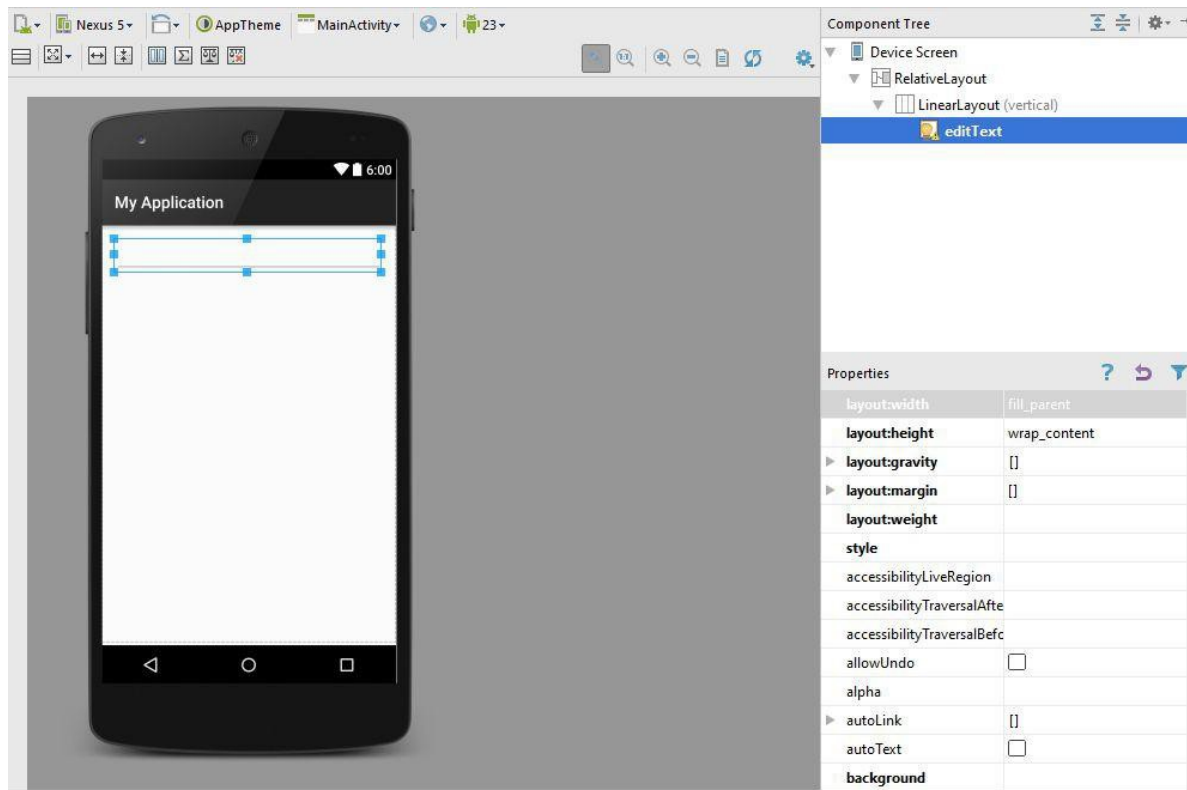 Nexus 5 AppTheme MainActivity 23
Component Tree
Device Screen
RelativeLayout
LinearLayout (vertical)
editText
6:00
My Application
Properties
layout:width fill_parent
layout:height wrap_content
layout:gravity []
layout:margin []
layout:weight
style
accessibilityLiveRegion
accessibilityTraversalAfte
accessibilityTraversalBefc
allowUndo
alpha
autoLink []
autoText
background